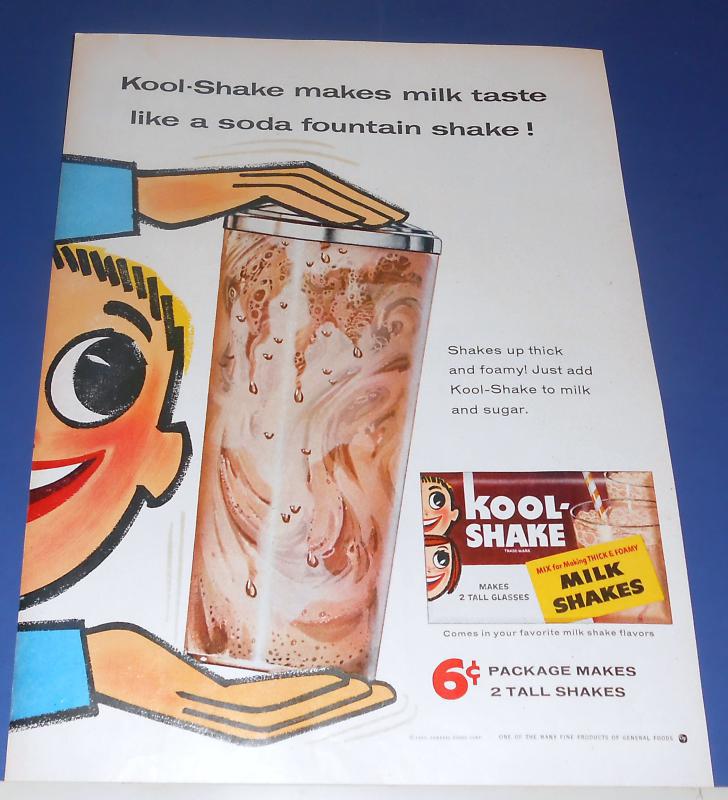 Kool-Shake makes milk taste
like a soda fountain shake!
Shakes up thick
and foamy! Just add
Kool-Shake to milk
and sugar.
KOOL-
SHAKE
TRADE-MARK
MIX for Making THICK & FOAMY
MILK
SHAKES
MAKES
2 TALL GLASSES
Comes in your favorite milk shake flavors
6¢ PACKAGE MAKES
2 TALL SHAKES
GENERAL FOODS CORP.
ONE OF THE MANY FINE PRODUCTS OF GENERAL FOODS